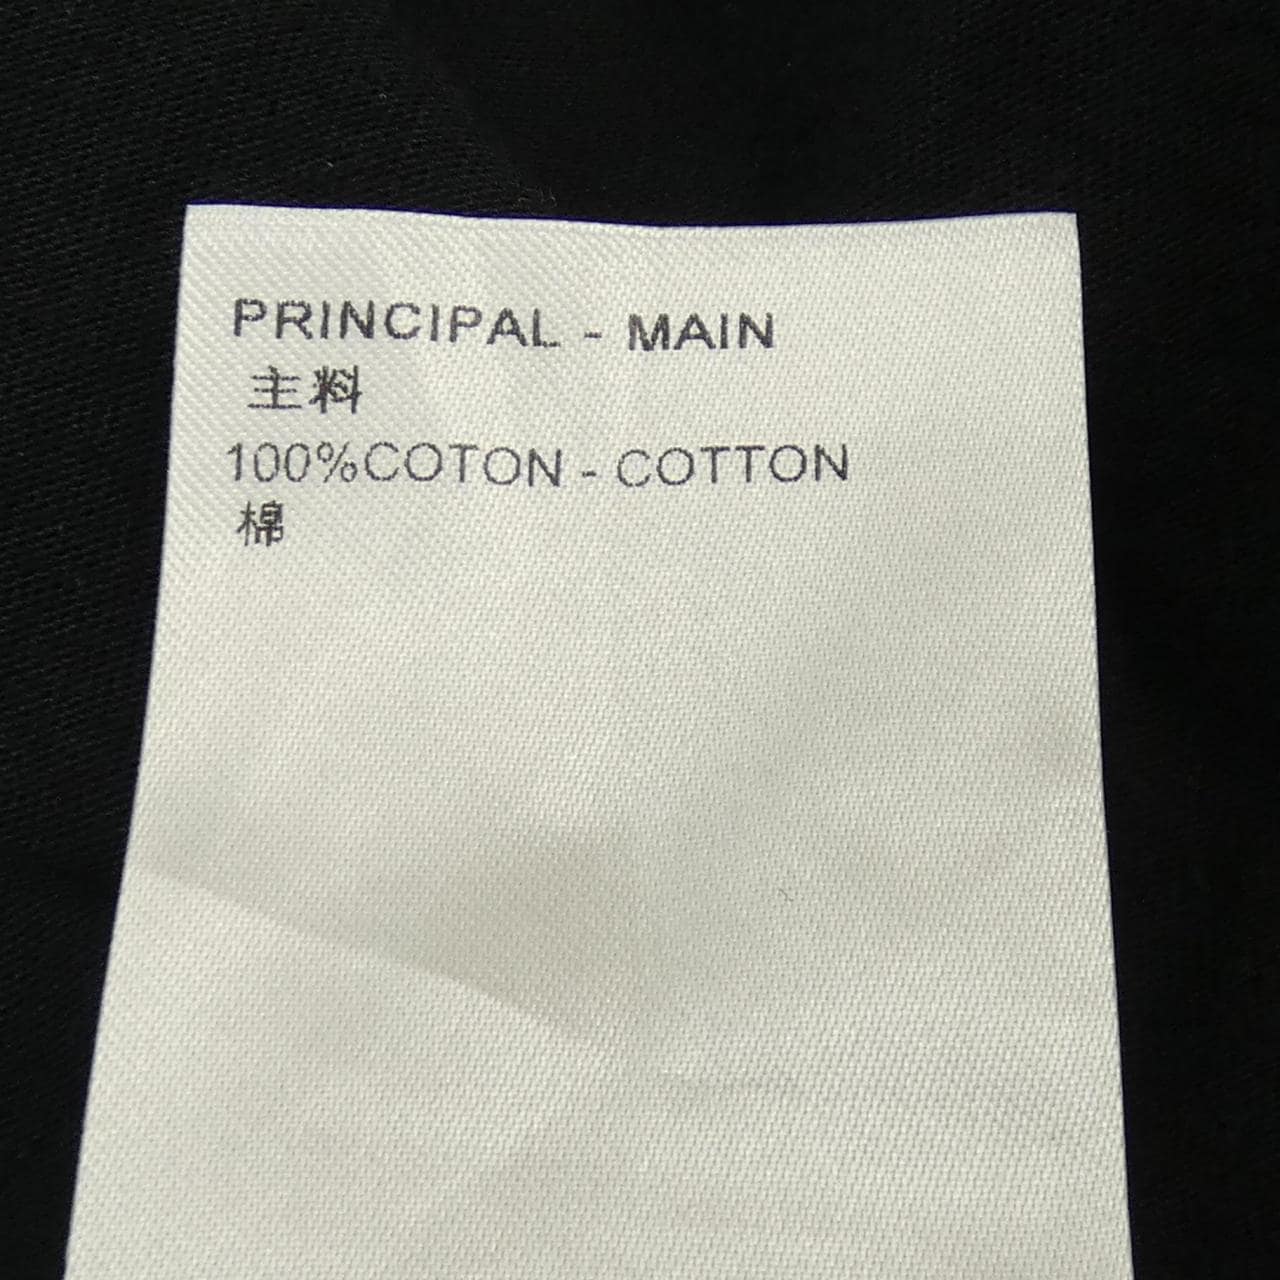 PRINCIPAL - MAIN
主料
100%COTON - COTTON
棉